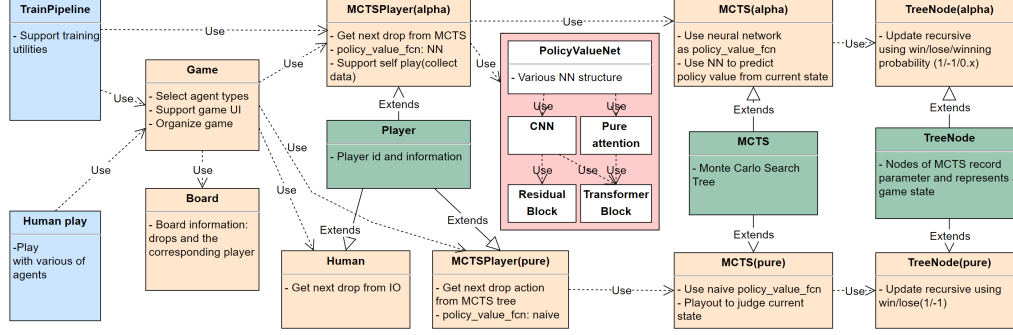 TrainPipeline
- Support training
utilities
MCTSPlayer(alpha)
- Get next drop from MCTS
- policy_value_fcn: NN
- Support self play(collect
data)
MCTS(alpha)
- Use neural network
as policy_value_fcn
- Use NN to predict
policy value from current state
TreeNode(alpha)
- Update recursive
using win/lose/winning
probability (1/-1/0.x)
Use
Use
Use
Use
Use
Use
Game
- Select agent types
- Support game UI
- Organize game
PolicyValueNet
- Various NN structure
Use
Use
CNN
Pure
attention
Use
Use
Use
Residual
Block
Transformer
Block
Extends
Extends
Extends
Player
- Player id and information
MCTS
- Monte Carlo Search
Tree
TreeNode
- Nodes of MCTS record
parameter and represents a
game state
Use
Use
Use
Use
Human play
-Play
with various of
agents
Board
- Board information:
drops and the
corresponding player
Extends
Extends
Extends
Extends
Human
- Get next drop from IO
MCTSPlayer(pure)
- Get next drop action
from MCTS tree
- policy_value_fcn: naive
Use
MCTS(pure)
- Use naive policy_value_fcn
- Playout to judge current
state
Use
TreeNode(pure)
- Update recursive using
win/lose(1/-1)